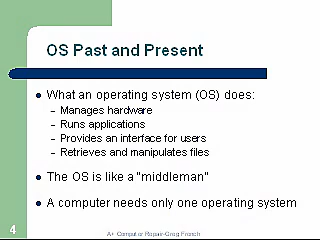 OS Past and Present
● What an operating system (OS) does:
– Manages hardware
– Runs applications
– Provides an interface for users
– Retrieves and manipulates files
● The OS is like a "middleman"
● A computer needs only one operating system
4
A+ Computer Repair-Greg French